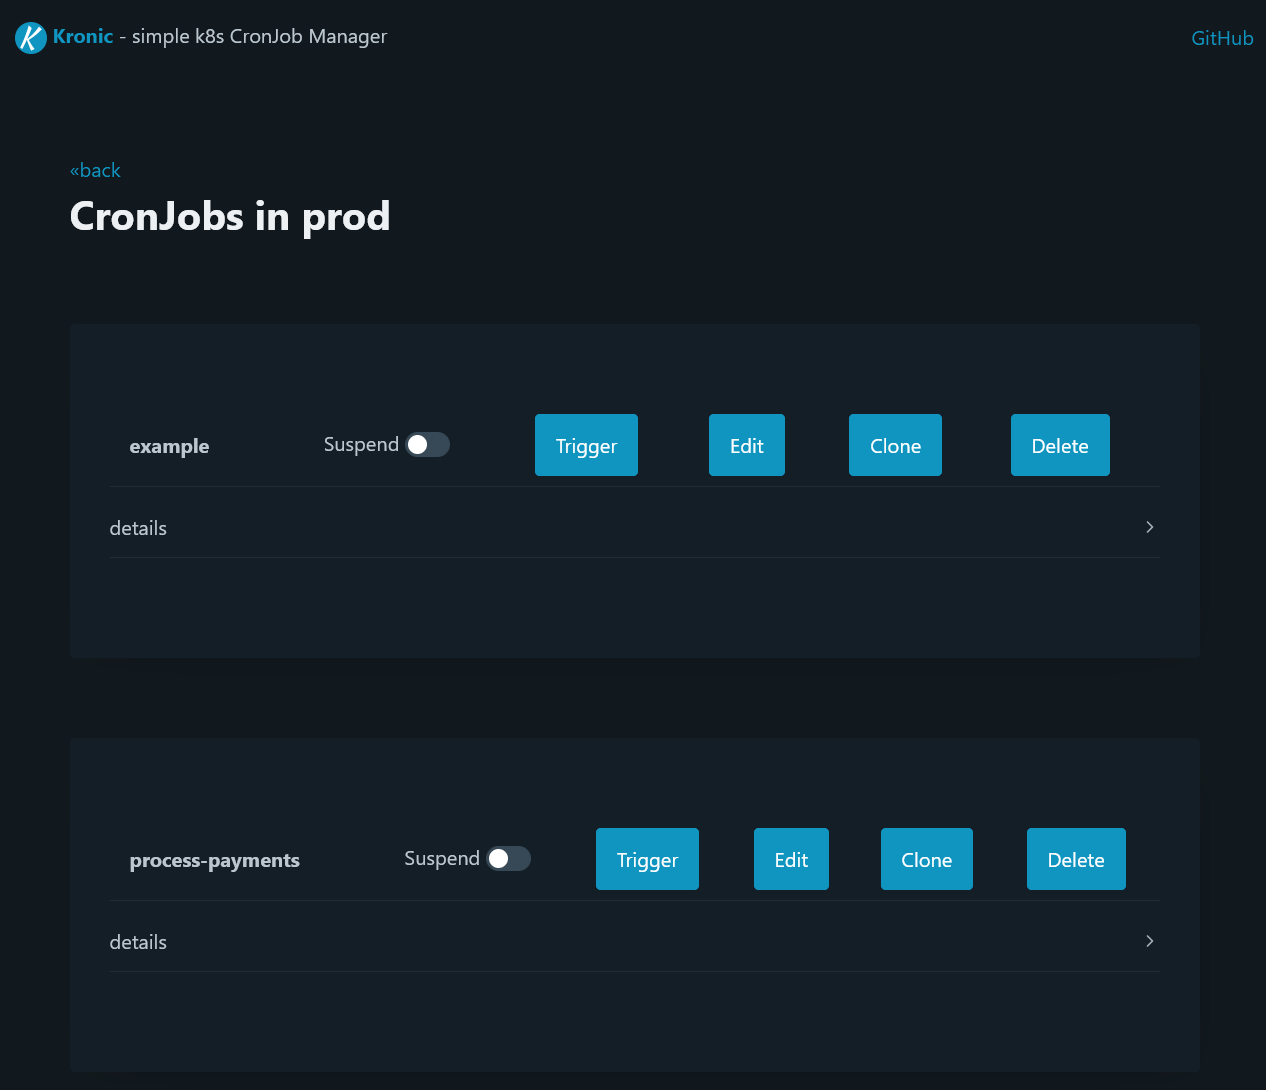 Kronic - simple k8s CronJob Manager
GitHub
«back
CronJobs in prod
example Suspend Trigger Edit Clone Delete
details
process-payments Suspend Trigger Edit Clone Delete
details